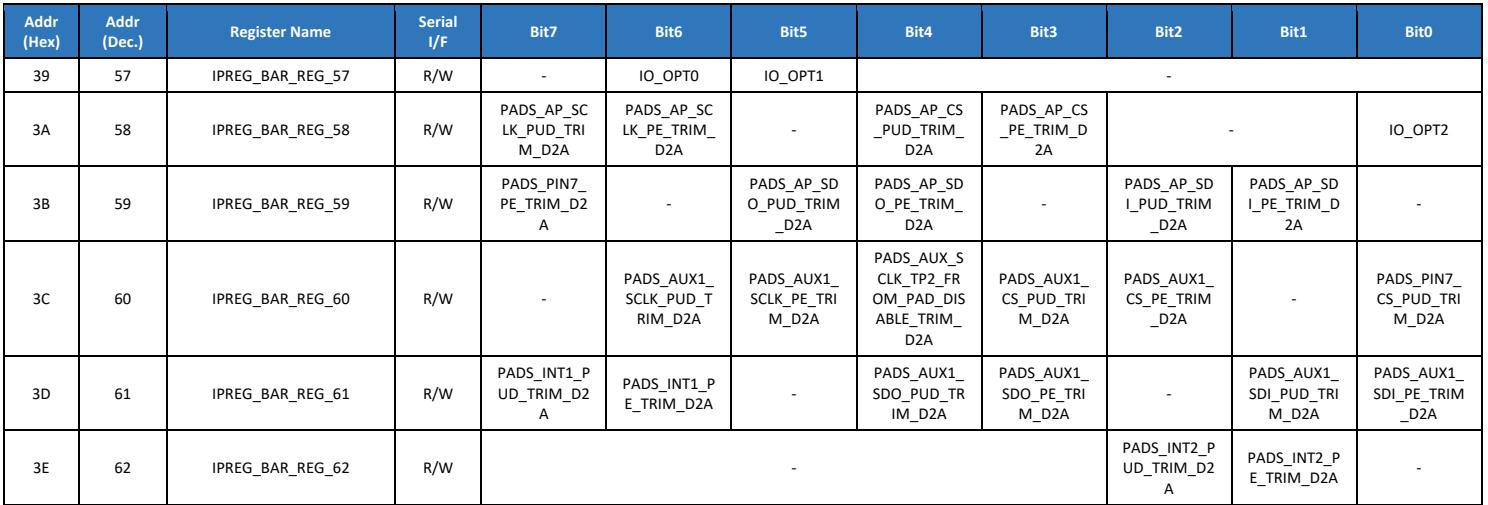 Addr (Hex) Addr (Dec.) Register Name Serial I/F Bit7 Bit6 Bit5 Bit4 Bit3 Bit2 Bit1 Bit0
39 57 IPREG_BAR_REG_57 R/W - IO_OPT0 IO_OPT1 -
3A 58 IPREG_BAR_REG_58 R/W PADS_AP_SCLK_PUD_TRIM_D2A PADS_AP_SCLK_PE_TRIM_D2A - PADS_AP_CS_PUD_TRIM_D2A PADS_AP_CS_PE_TRIM_D2A - IO_OPT2
3B 59 IPREG_BAR_REG_59 R/W PADS_PIN7_PE_TRIM_D2A - PADS_AP_SDO_PUD_TRIM_D2A PADS_AP_SDO_PE_TRIM_D2A - PADS_AP_SDI_PUD_TRIM_D2A PADS_AP_SDI_PE_TRIM_D2A -
3C 60 IPREG_BAR_REG_60 R/W - PADS_AUX1_SCLK_PUD_TRIM_D2A PADS_AUX1_SCLK_PE_TRIM_D2A PADS_AUX_SCLK_TP2_FROM_PAD_DISABLE_TRIM_D2A PADS_AUX1_CS_PUD_TRIM_D2A PADS_AUX1_CS_PE_TRIM_D2A - PADS_PIN7_CS_PUD_TRIM_D2A
3D 61 IPREG_BAR_REG_61 R/W PADS_INT1_PUD_TRIM_D2A PADS_INT1_PE_TRIM_D2A - PADS_AUX1_SDO_PUD_TRIM_D2A PADS_AUX1_SDO_PE_TRIM_D2A - PADS_AUX1_SDI_PUD_TRIM_D2A PADS_AUX1_SDI_PE_TRIM_D2A
3E 62 IPREG_BAR_REG_62 R/W - PADS_INT2_PUD_TRIM_D2A PADS_INT2_PE_TRIM_D2A -